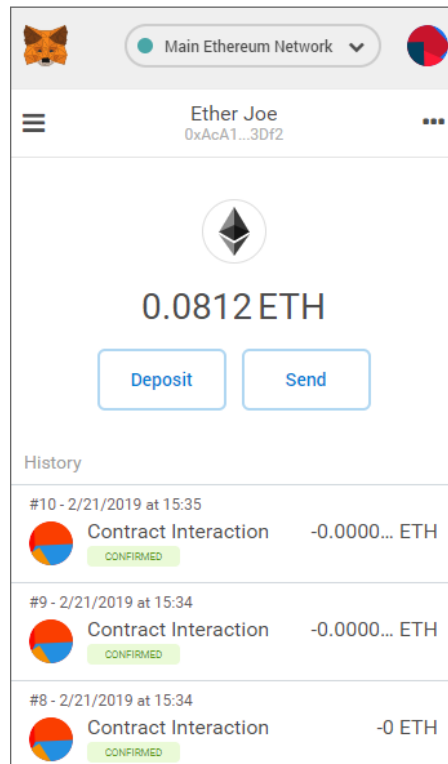 Main Ethereum Network
Ether Joe
0xAcA1...3Df2
0.0812 ETH
Deposit Send
History
#10 - 2/21/2019 at 15:35
Contract Interaction -0.0000... ETH
CONFIRMED
#9 - 2/21/2019 at 15:34
Contract Interaction -0.0000... ETH
CONFIRMED
#8 - 2/21/2019 at 15:34
Contract Interaction -0 ETH
CONFIRMED